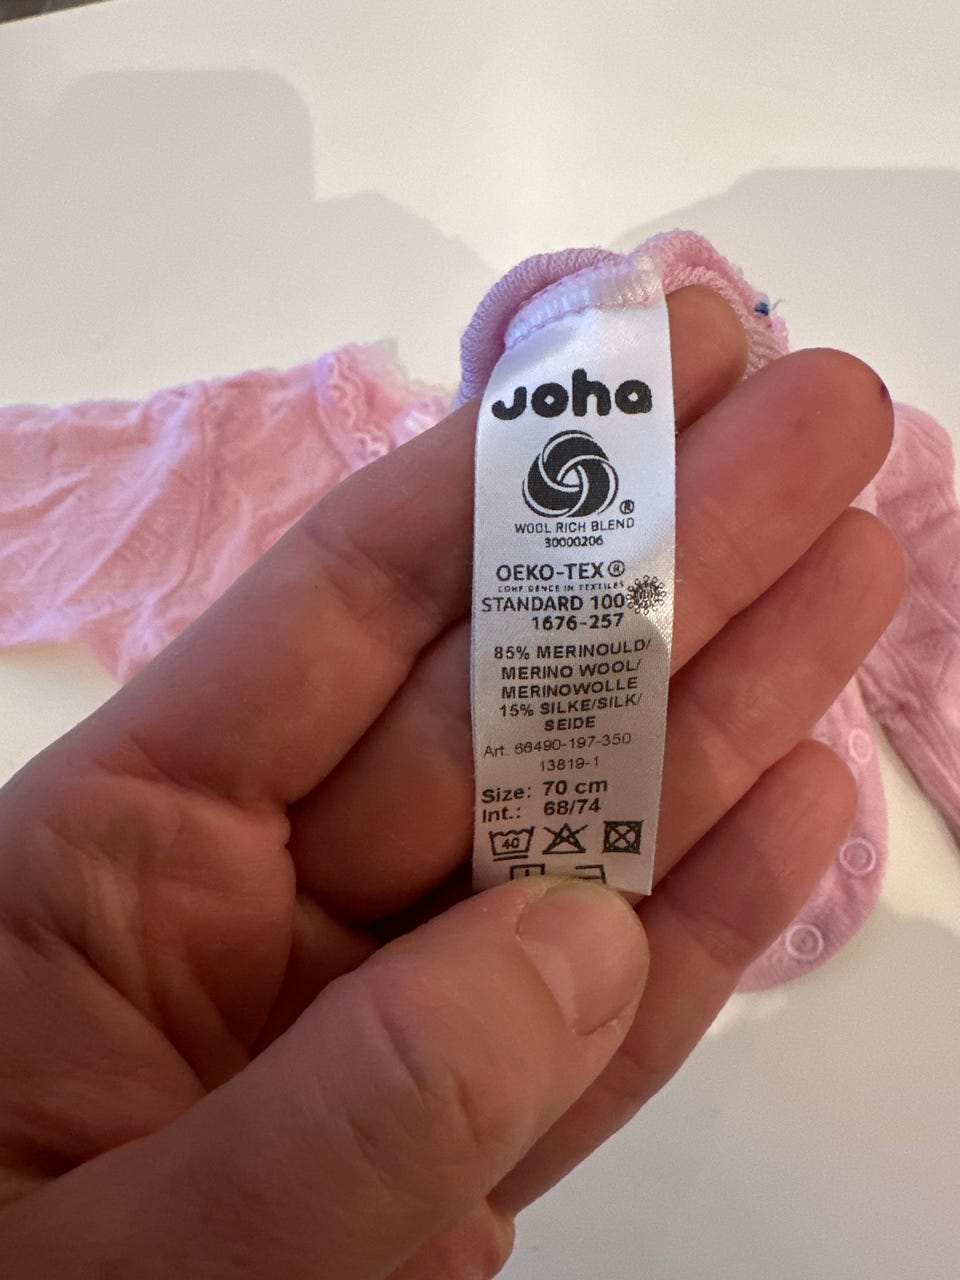 Joha
®
WOOL RICH BLEND
30000206
OEKO-TEX®
CONFIDENCE IN TEXTILES
STANDARD 100
1676-257
85% MERINOULD/
MERINO WOOL/
MERINOWOLLE
15% SILKE/SILK/
SEIDE
Art. 66490-197-350
13819-1
Size: 70 cm
Int.: 68/74
40